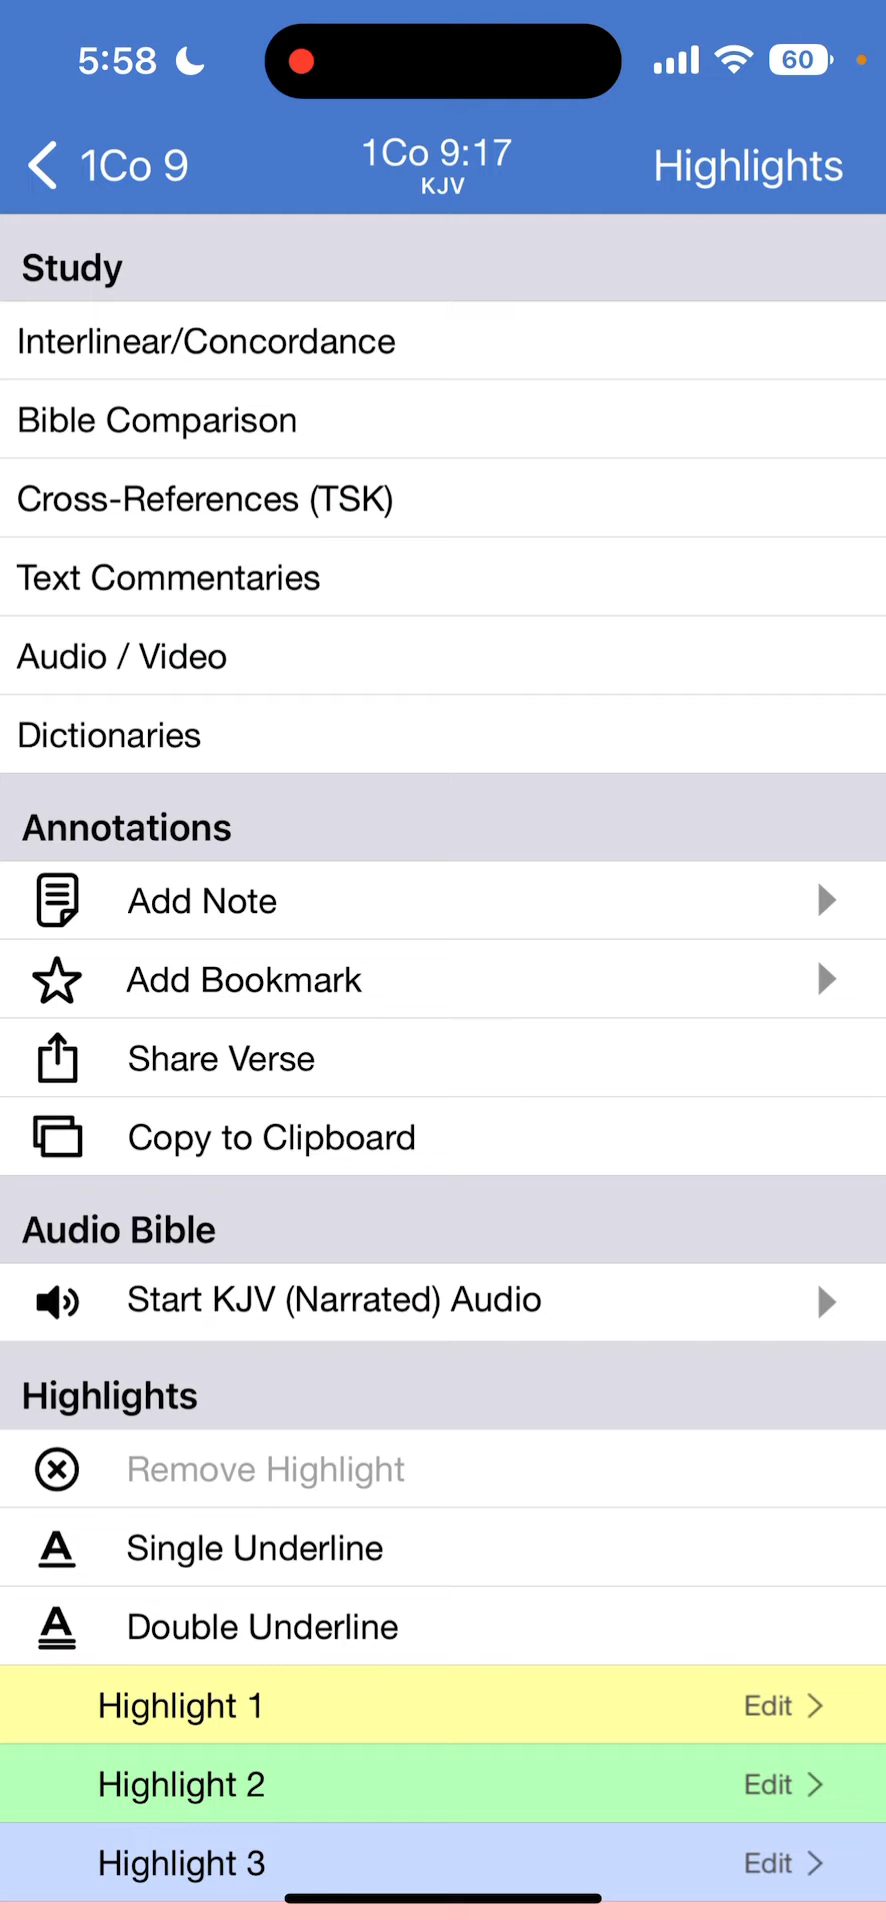 5:58
60
1Co 9
1Co 9:17
KJV
Highlights
Study
Interlinear/Concordance
Bible Comparison
Cross-References (TSK)
Text Commentaries
Audio / Video
Dictionaries
Annotations
Add Note
Add Bookmark
Share Verse
Copy to Clipboard
Audio Bible
Start KJV (Narrated) Audio
Highlights
Remove Highlight
A Single Underline
A Double Underline
Highlight 1 Edit
Highlight 2 Edit
Highlight 3 Edit